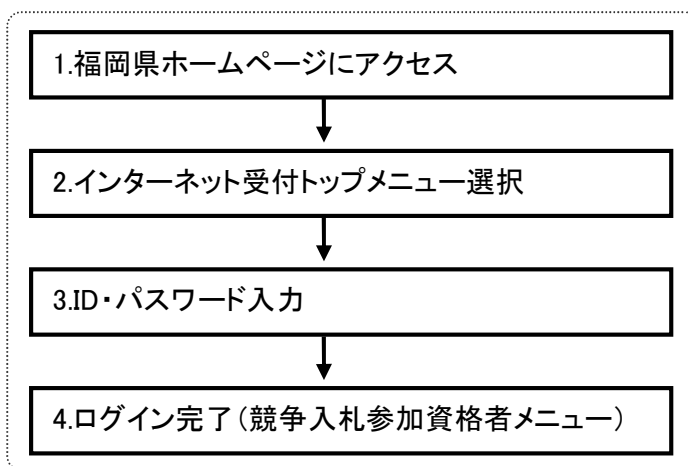 1.福岡県ホームページにアクセス
2.インターネット受付トップメニュー選択
3.ID・パスワード入力
4.ログイン完了（競争入札参加資格者メニュー）